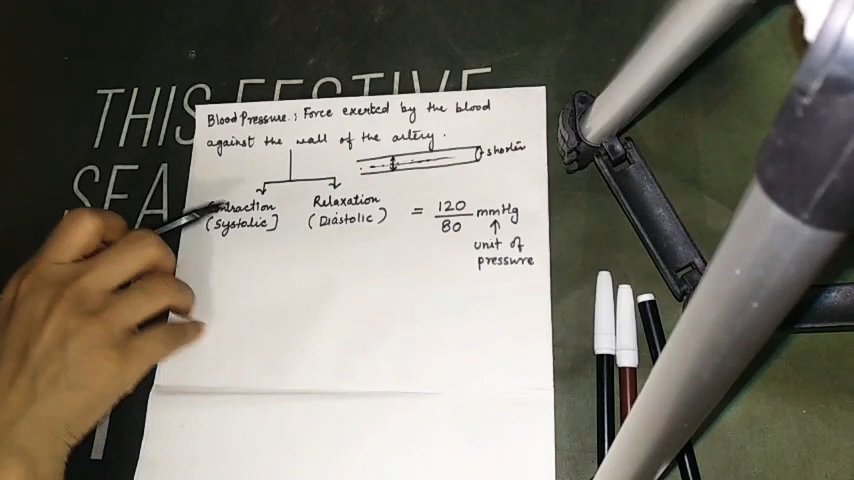 THIS FESTIVE
SEA
Blood Pressure.; Force exerted by the blood
against the wall of the artery.
Contraction
(Systolic]
Relaxation
(Diastolic)
= 120
80
mmHg
unit of
pressure